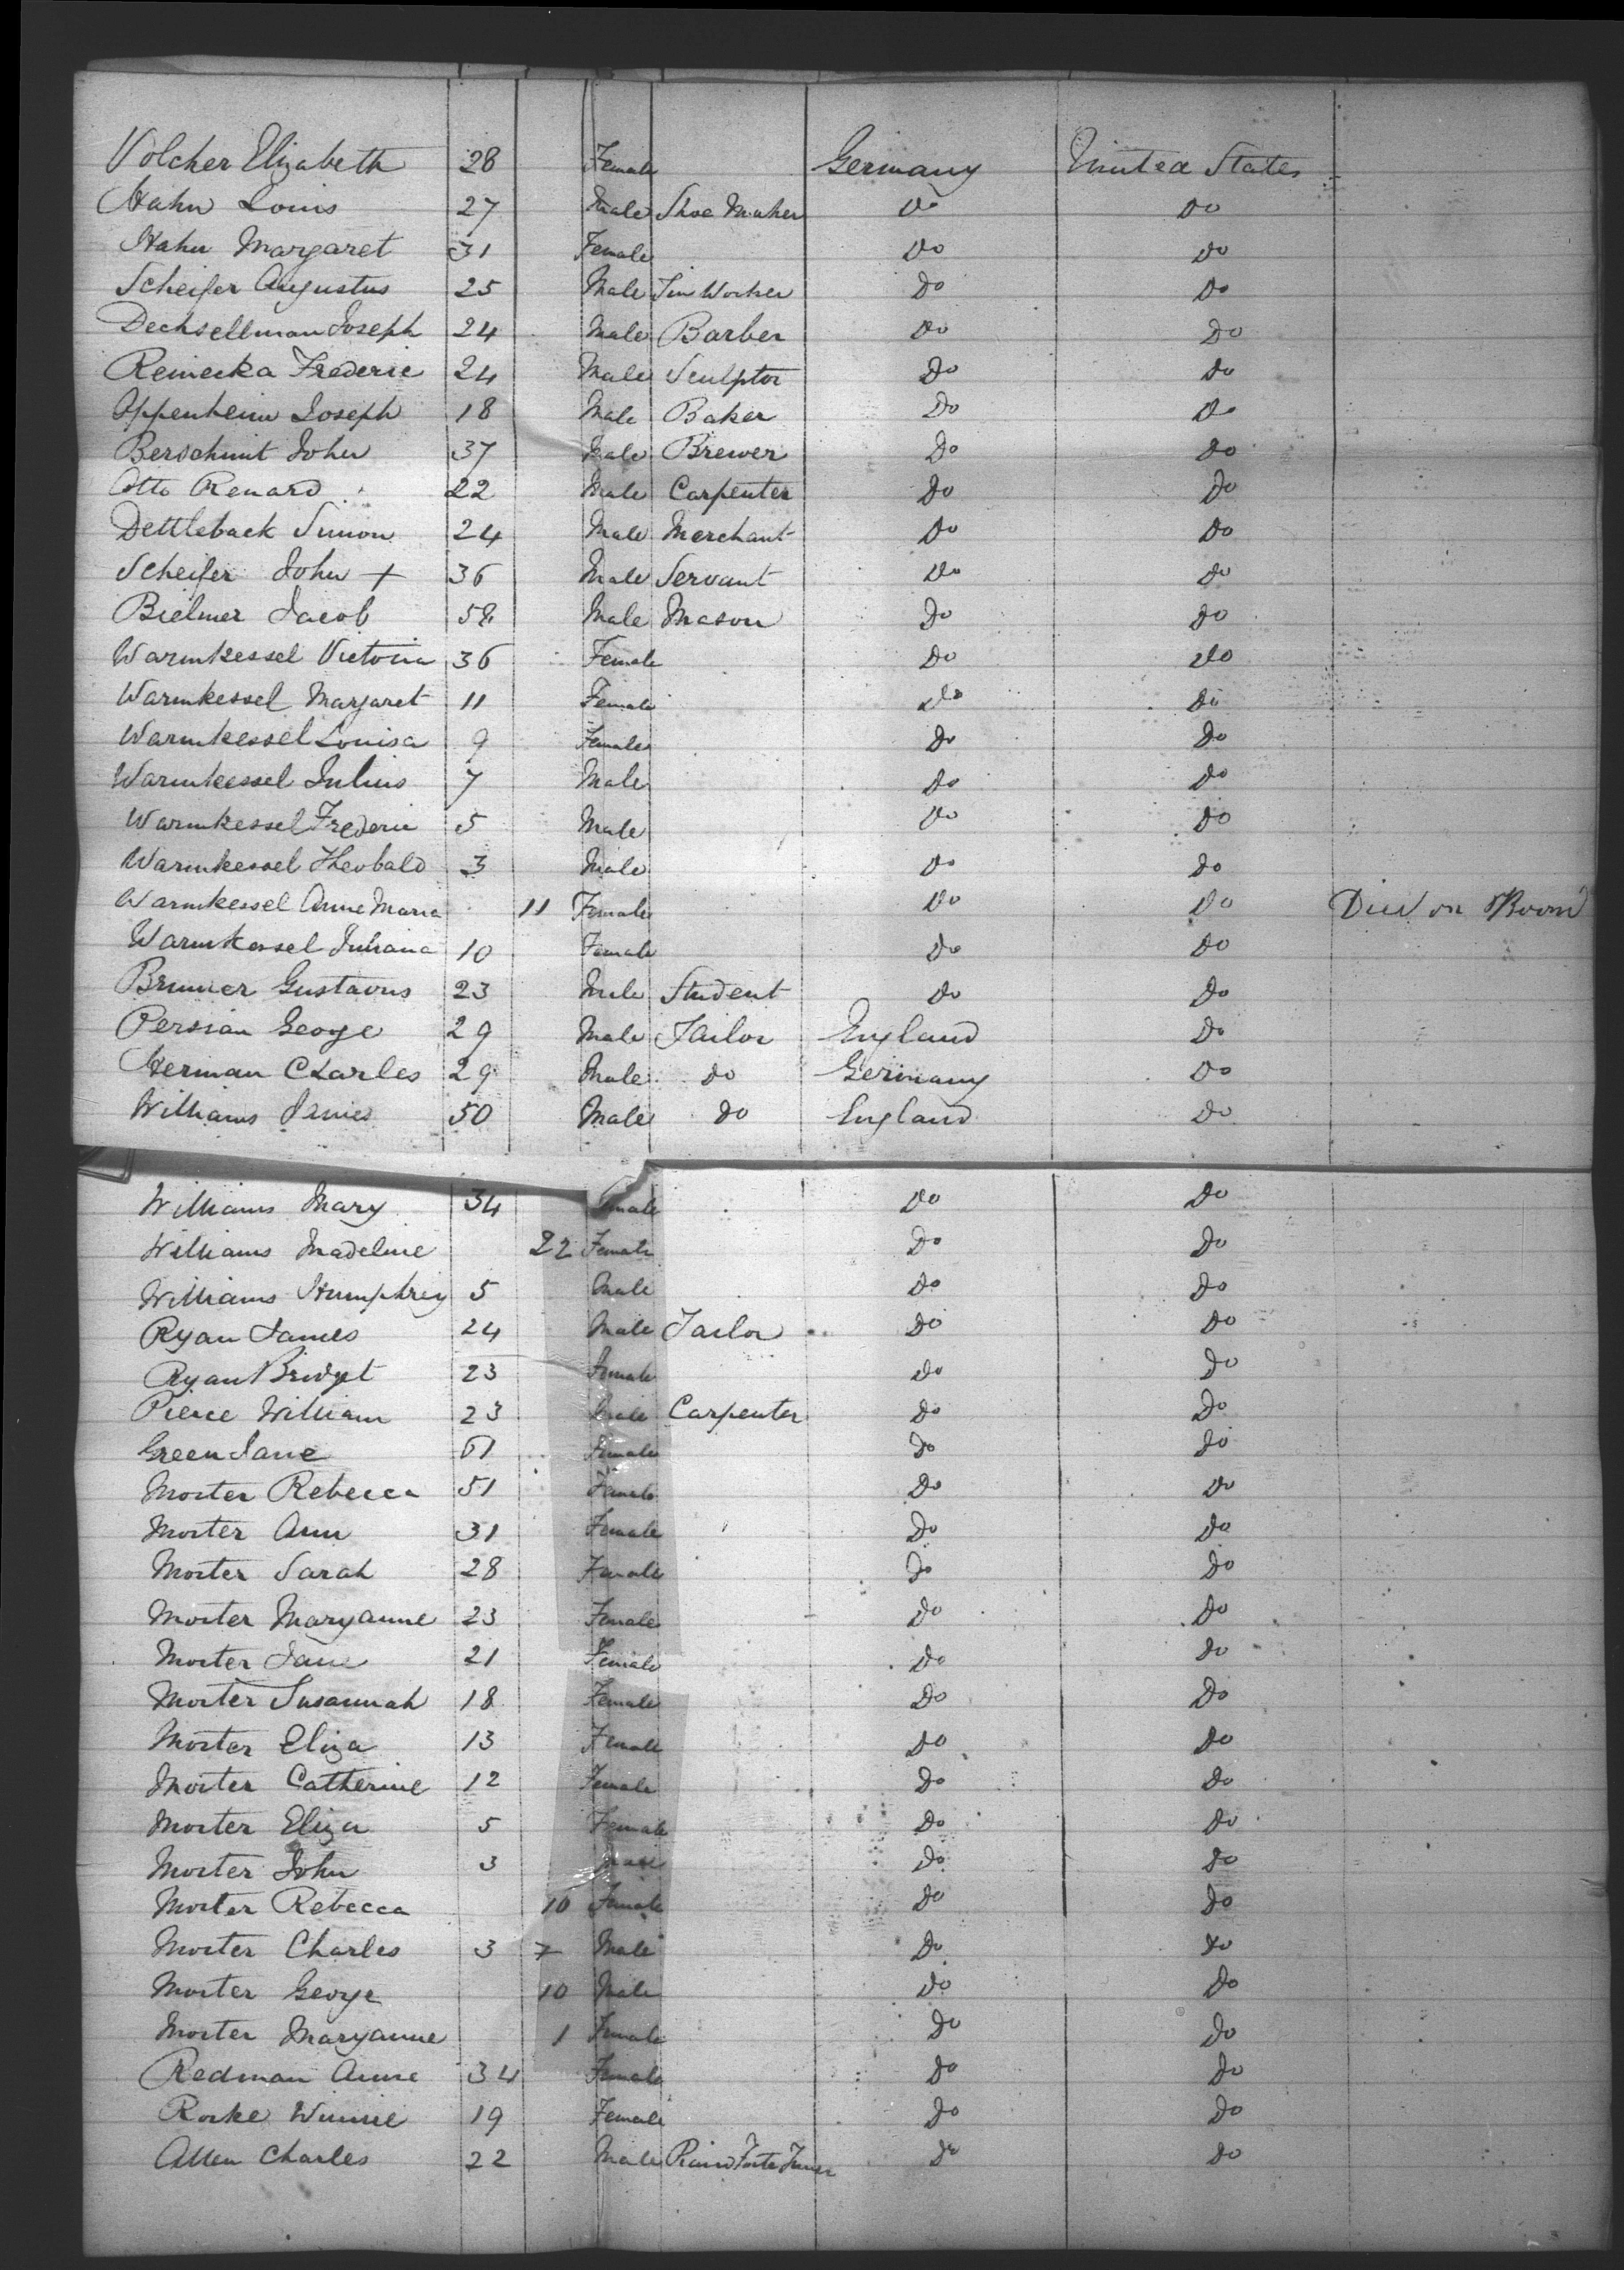 Volcher Elizabeth 28 Female Germany United States
Hahn Louis 27 Male Shoe Maker Do Do
Hahn Margaret 31 Female Do Do
Scheifer Augustus 25 Male Tin Worker Do Do
Dechsellman Joseph 24 Male Barber Do Do
Reinecka Frederic 24 Male Sculptor Do Do
Oppenheim Joseph 18 Male Baker Do Do
Berschmit John 37 Male Brewer Do Do
Otto Renard 22 Male Carpenter Do Do
Dettleback Simon 24 Male Merchant Do Do
Scheifer John + 36 Male Servant Do Do
Bielmer Jacob 58 Male Mason Do Do
Warmkessel Victoria 36 Female Do Do
Warmkessel Margaret 11 Female Do Do
Warmkessel Louisa 9 Female Do Do
Warmkessel Julius 7 Male Do Do
Warmkessel Frederic 5 Male Do Do
Warmkessel Theobald 3 Male Do Do
Warmkessel Anne Maria 11 Female Do Do Died on Board
Warmkessel Juliana 10 Female Do Do
Brunner Gustavus 23 Male Student Do Do
Persian George 29 Male Tailor England Do
Herman Charles 29 Male do Germany Do
Williams James 50 Male do England Do
Williams Mary 34 Female Do Do
Williams Madeline 22 Female Do Do
Williams Humphrey 5 Male Do Do
Ryan James 24 Male Tailor Do Do
Ryan Bridget 23 Female Do Do
Pierce William 23 Male Carpenter Do Do
Green Jane 61 Female Do Do
Morter Rebecca 51 Female Do Do
Morter Ann 31 Female Do Do
Morter Sarah 28 Female Do Do
Morter Maryanne 23 Female Do Do
Morter Jane 21 Female Do Do
Morter Susannah 18 Female Do Do
Morter Eliza 13 Female Do Do
Morter Catherine 12 Female Do Do
Morter Eliza 5 Female Do Do
Morter John 3 Male Do Do
Morter Rebecca 10 Female Do Do
Morter Charles 3 7 Male Do Do
Morter George 10 Male Do Do
Morter Maryanne 1 Female Do Do
Redman Anne 34 Female Do Do
Rorke Winnie 19 Female Do Do
Allen Charles 22 Male Piano Forte Tuner Do Do